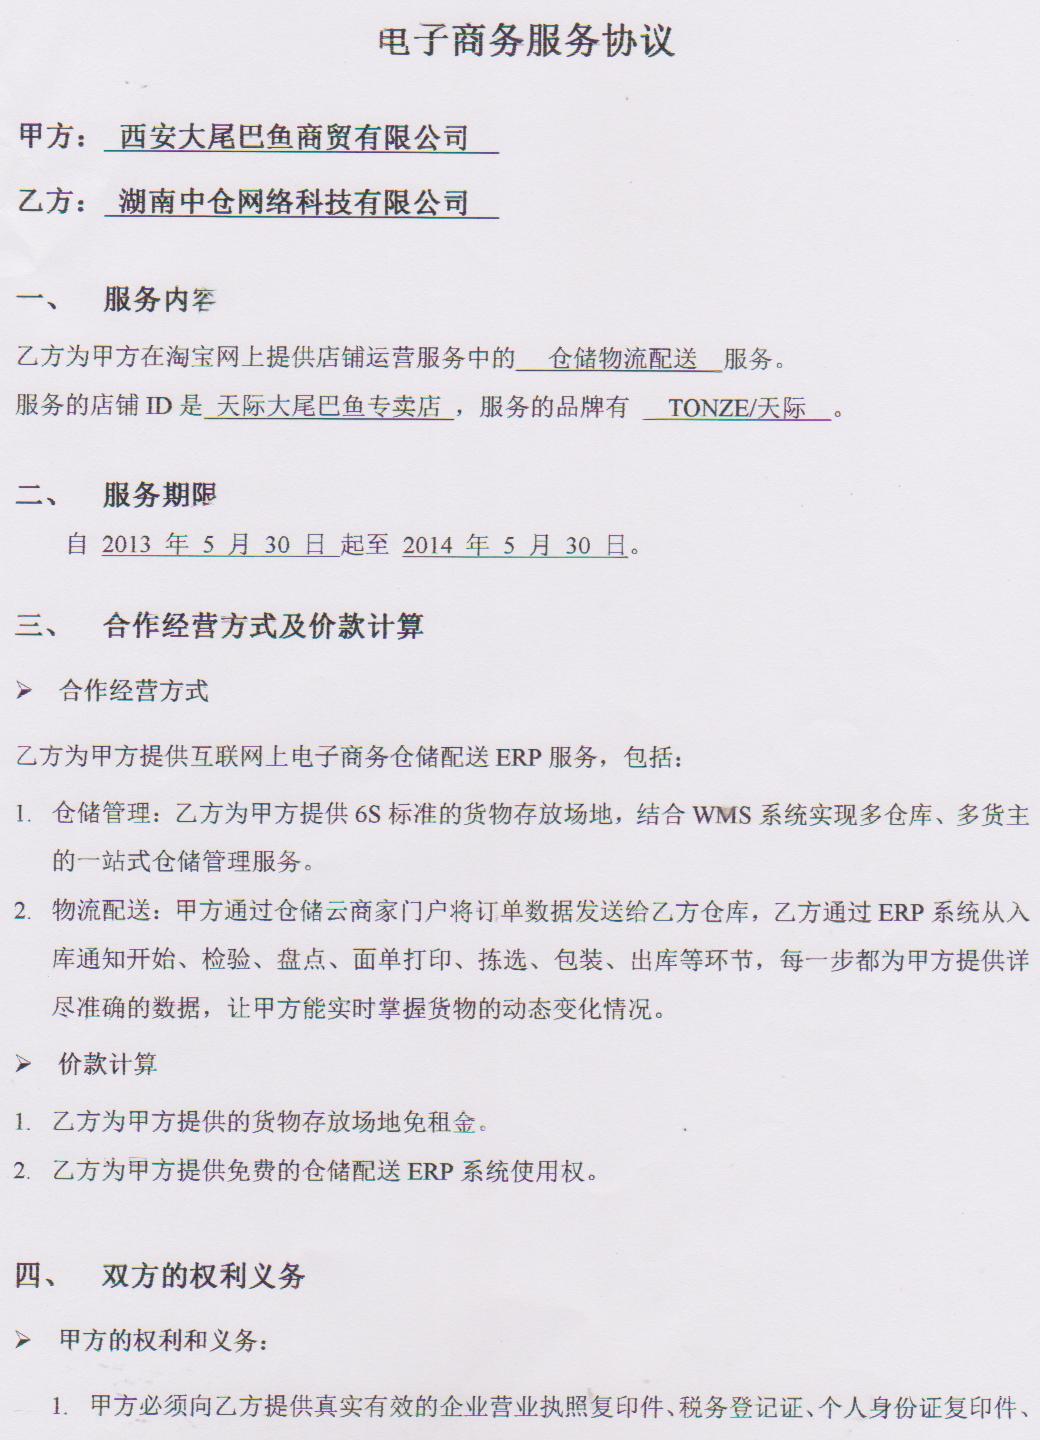 电子商务服务协议
甲方： 西安大尾巴鱼商贸有限公司
乙方： 湖南中仓网络科技有限公司
一、 服务内容
乙方为甲方在淘宝网上提供店铺运营服务中的 仓储物流配送 服务。
服务的店铺 ID 是 天际大尾巴鱼专卖店 ，服务的品牌有 TONZE/天际 。
二、 服务期限
自 2013 年 5 月 30 日 起至 2014 年 5 月 30 日。
三、 合作经营方式及价款计算
➢ 合作经营方式
乙方为甲方提供互联网上电子商务仓储配送 ERP 服务，包括：
1. 仓储管理：乙方为甲方提供 6S 标准的货物存放场地，结合 WMS 系统实现多仓库、多货主
的一站式仓储管理服务。
2. 物流配送：甲方通过仓储云商家门户将订单数据发送给乙方仓库，乙方通过 ERP 系统从入
库通知开始、检验、盘点、面单打印、拣选、包装、出库等环节，每一步都为甲方提供详
尽准确的数据，让甲方能实时掌握货物的动态变化情况。
➢ 价款计算
1. 乙方为甲方提供的货物存放场地免租金。
2. 乙方为甲方提供免费的仓储配送 ERP 系统使用权。
四、 双方的权利义务
➢ 甲方的权利和义务：
1. 甲方必须向乙方提供真实有效的企业营业执照复印件、税务登记证、个人身份证复印件、